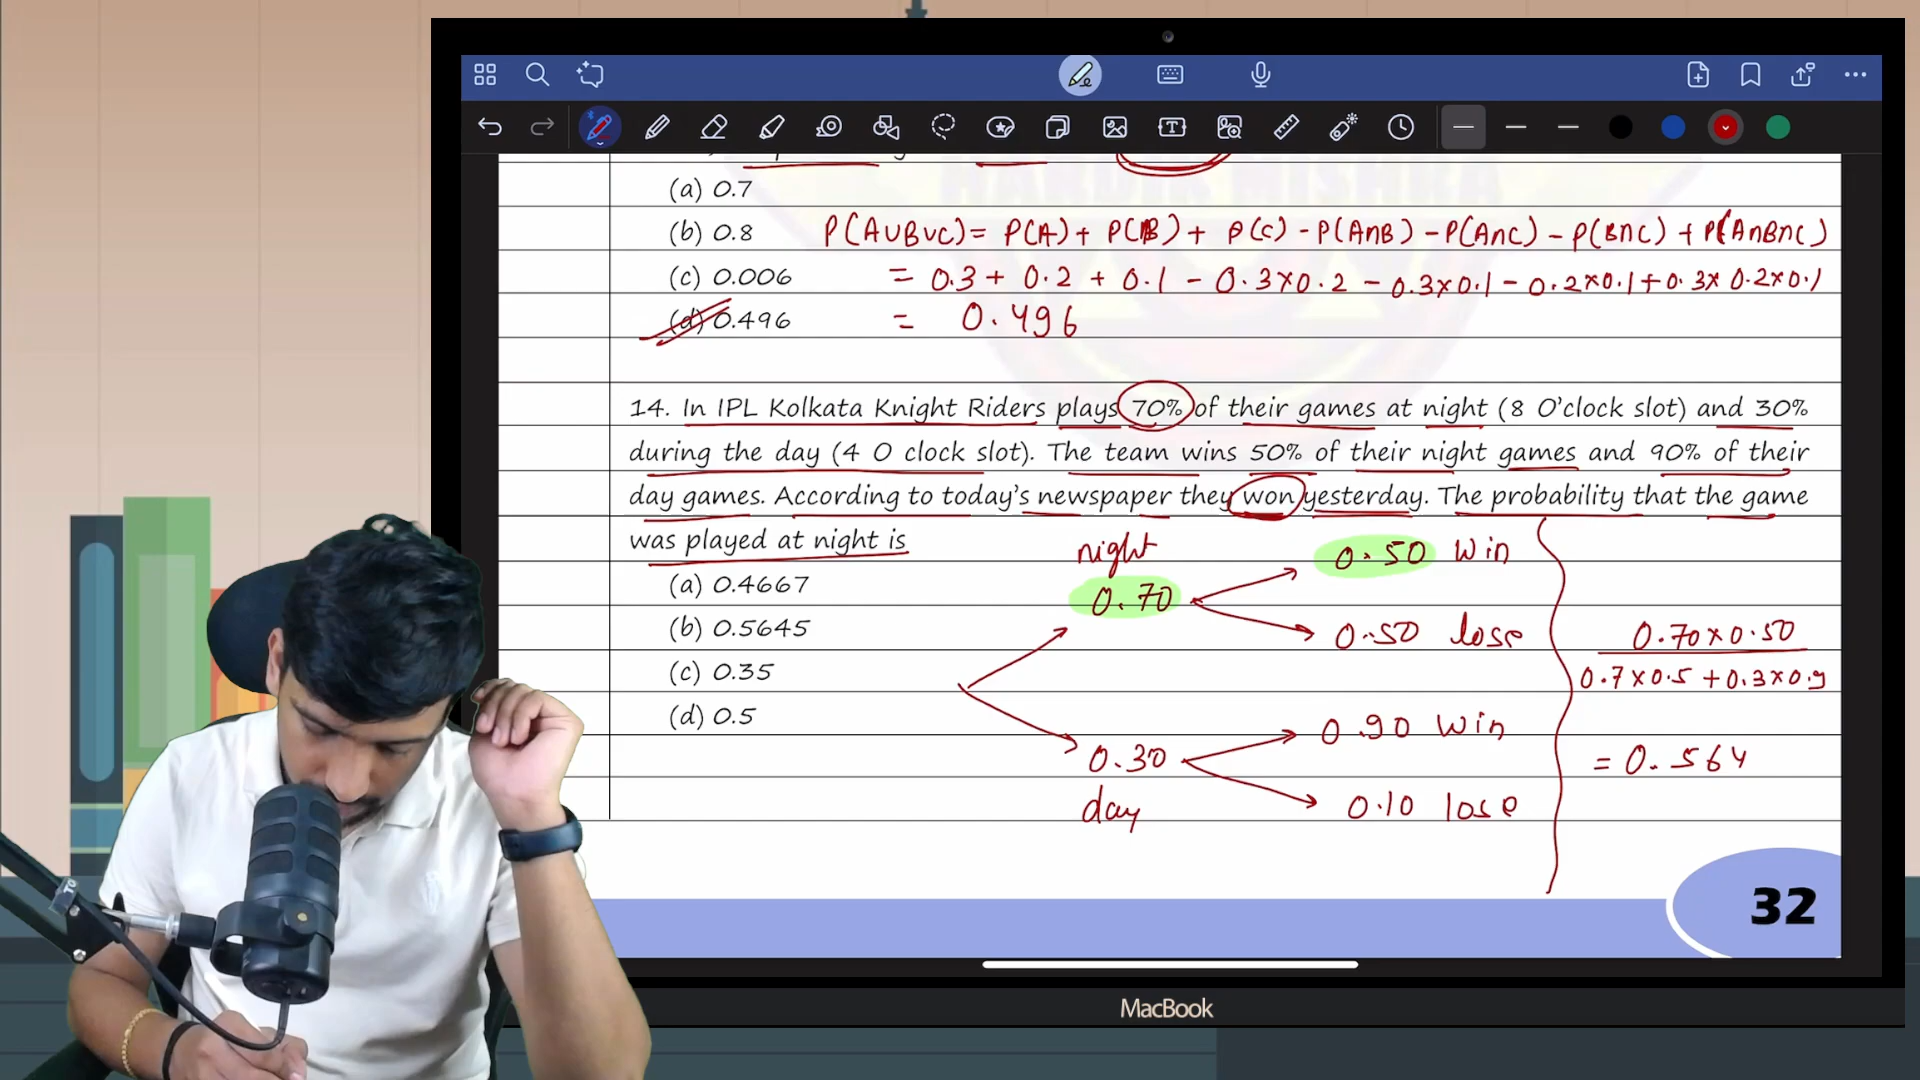 (a) 0.7
(b) 0.8 P(AUBUC)= P(A)+ P(B)+ P(C) -P(A∩B) -P(A∩C) -P(B∩C) +P(A∩B∩C)
(c) 0.006 = 0.3+ 0.2 + 0.1 - 0.3×0.2 - 0.3×0.1 - 0.2×0.1+0.3× 0.2×0.1
(d) 0.496 = 0.496
14. In IPL Kolkata Knight Riders plays 70% of their games at night (8 O'clock slot) and 30%
during the day (4 O clock slot). The team wins 50% of their night games and 90% of their
day games. According to today's newspaper they won yesterday. The probability that the game
was played at night is
night 0.50 Win
(a) 0.4667
0.70
(b) 0.5645 0.50 lose 0.70×0.50
(c) 0.35 0.7×0.5 +0.3×0.9
(d) 0.5 0.90 Win
0.30 = 0.564
day 0.10 lose
32
MacBook